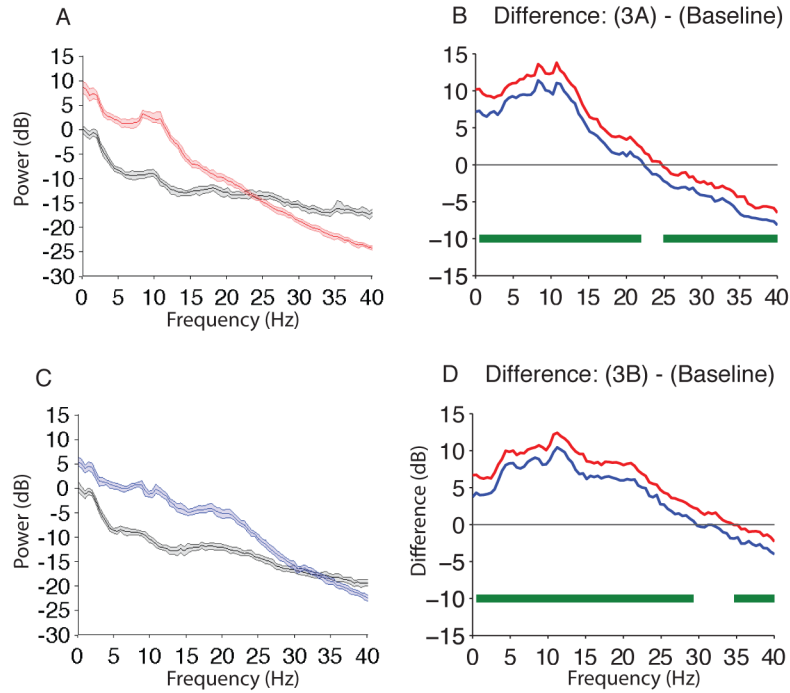 A
15
10
5
0
-5
-10
-15
-20
-25
-30
Power (dB)
0 5 10 15 20 25 30 35 40
Frequency (Hz)
B Difference: (3A) - (Baseline)
15
10
5
0
−5
−10
−15
0 5 10 15 20 25 30 35 40
Frequency (Hz)
C
15
10
5
0
-5
-10
-15
-20
-25
-30
Power (dB)
0 5 10 15 20 25 30 35 40
Frequency (Hz)
D Difference: (3B) - (Baseline)
15
10
5
0
−5
−10
−15
Difference (dB)
0 5 10 15 20 25 30 35 40
Frequency (Hz)